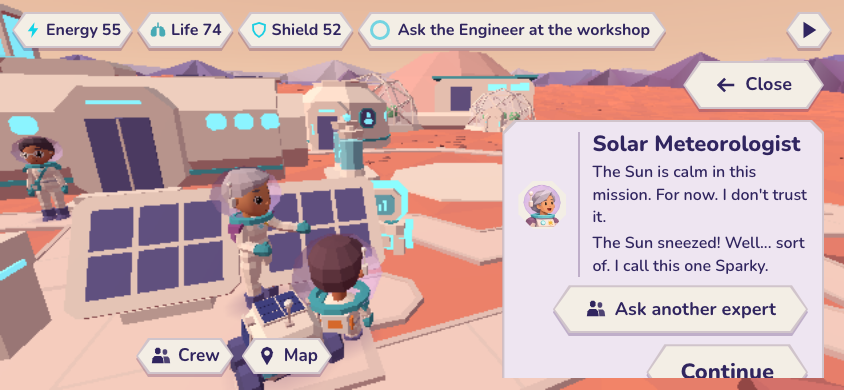 Energy 55
Life 74
Shield 52
Ask the Engineer at the workshop
Close
Solar Meteorologist
The Sun is calm in this
mission. For now. I don't trust
it.
The Sun sneezed! Well... sort
of. I call this one Sparky.
Ask another expert
Continue
Crew
Map